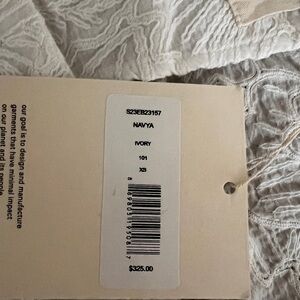 S23EB23157
NAVYA
IVORY
101
XS
$325.00
our goal is to design and manufacture
garments that have minimal impact
on our planet and its people